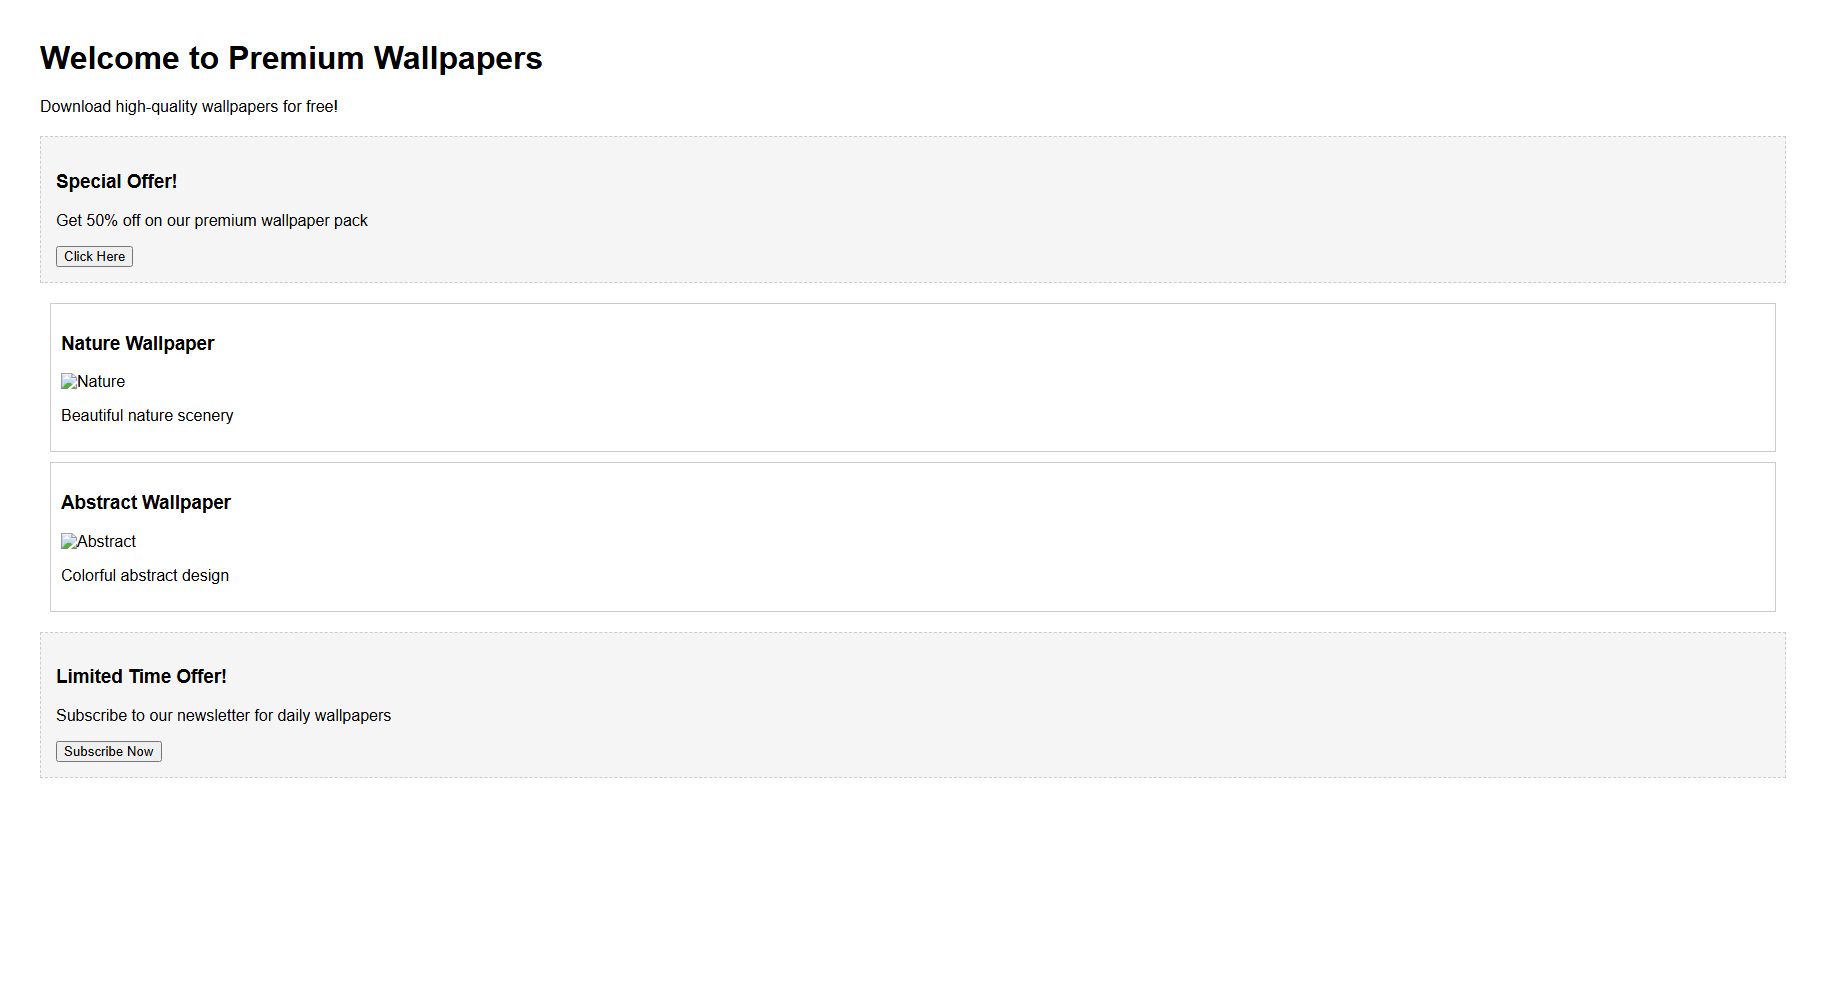 Welcome to Premium Wallpapers
Download high-quality wallpapers for free!
Special Offer!
Get 50% off on our premium wallpaper pack
Click Here
Nature Wallpaper
Nature
Beautiful nature scenery
Abstract Wallpaper
Abstract
Colorful abstract design
Limited Time Offer!
Subscribe to our newsletter for daily wallpapers
Subscribe Now